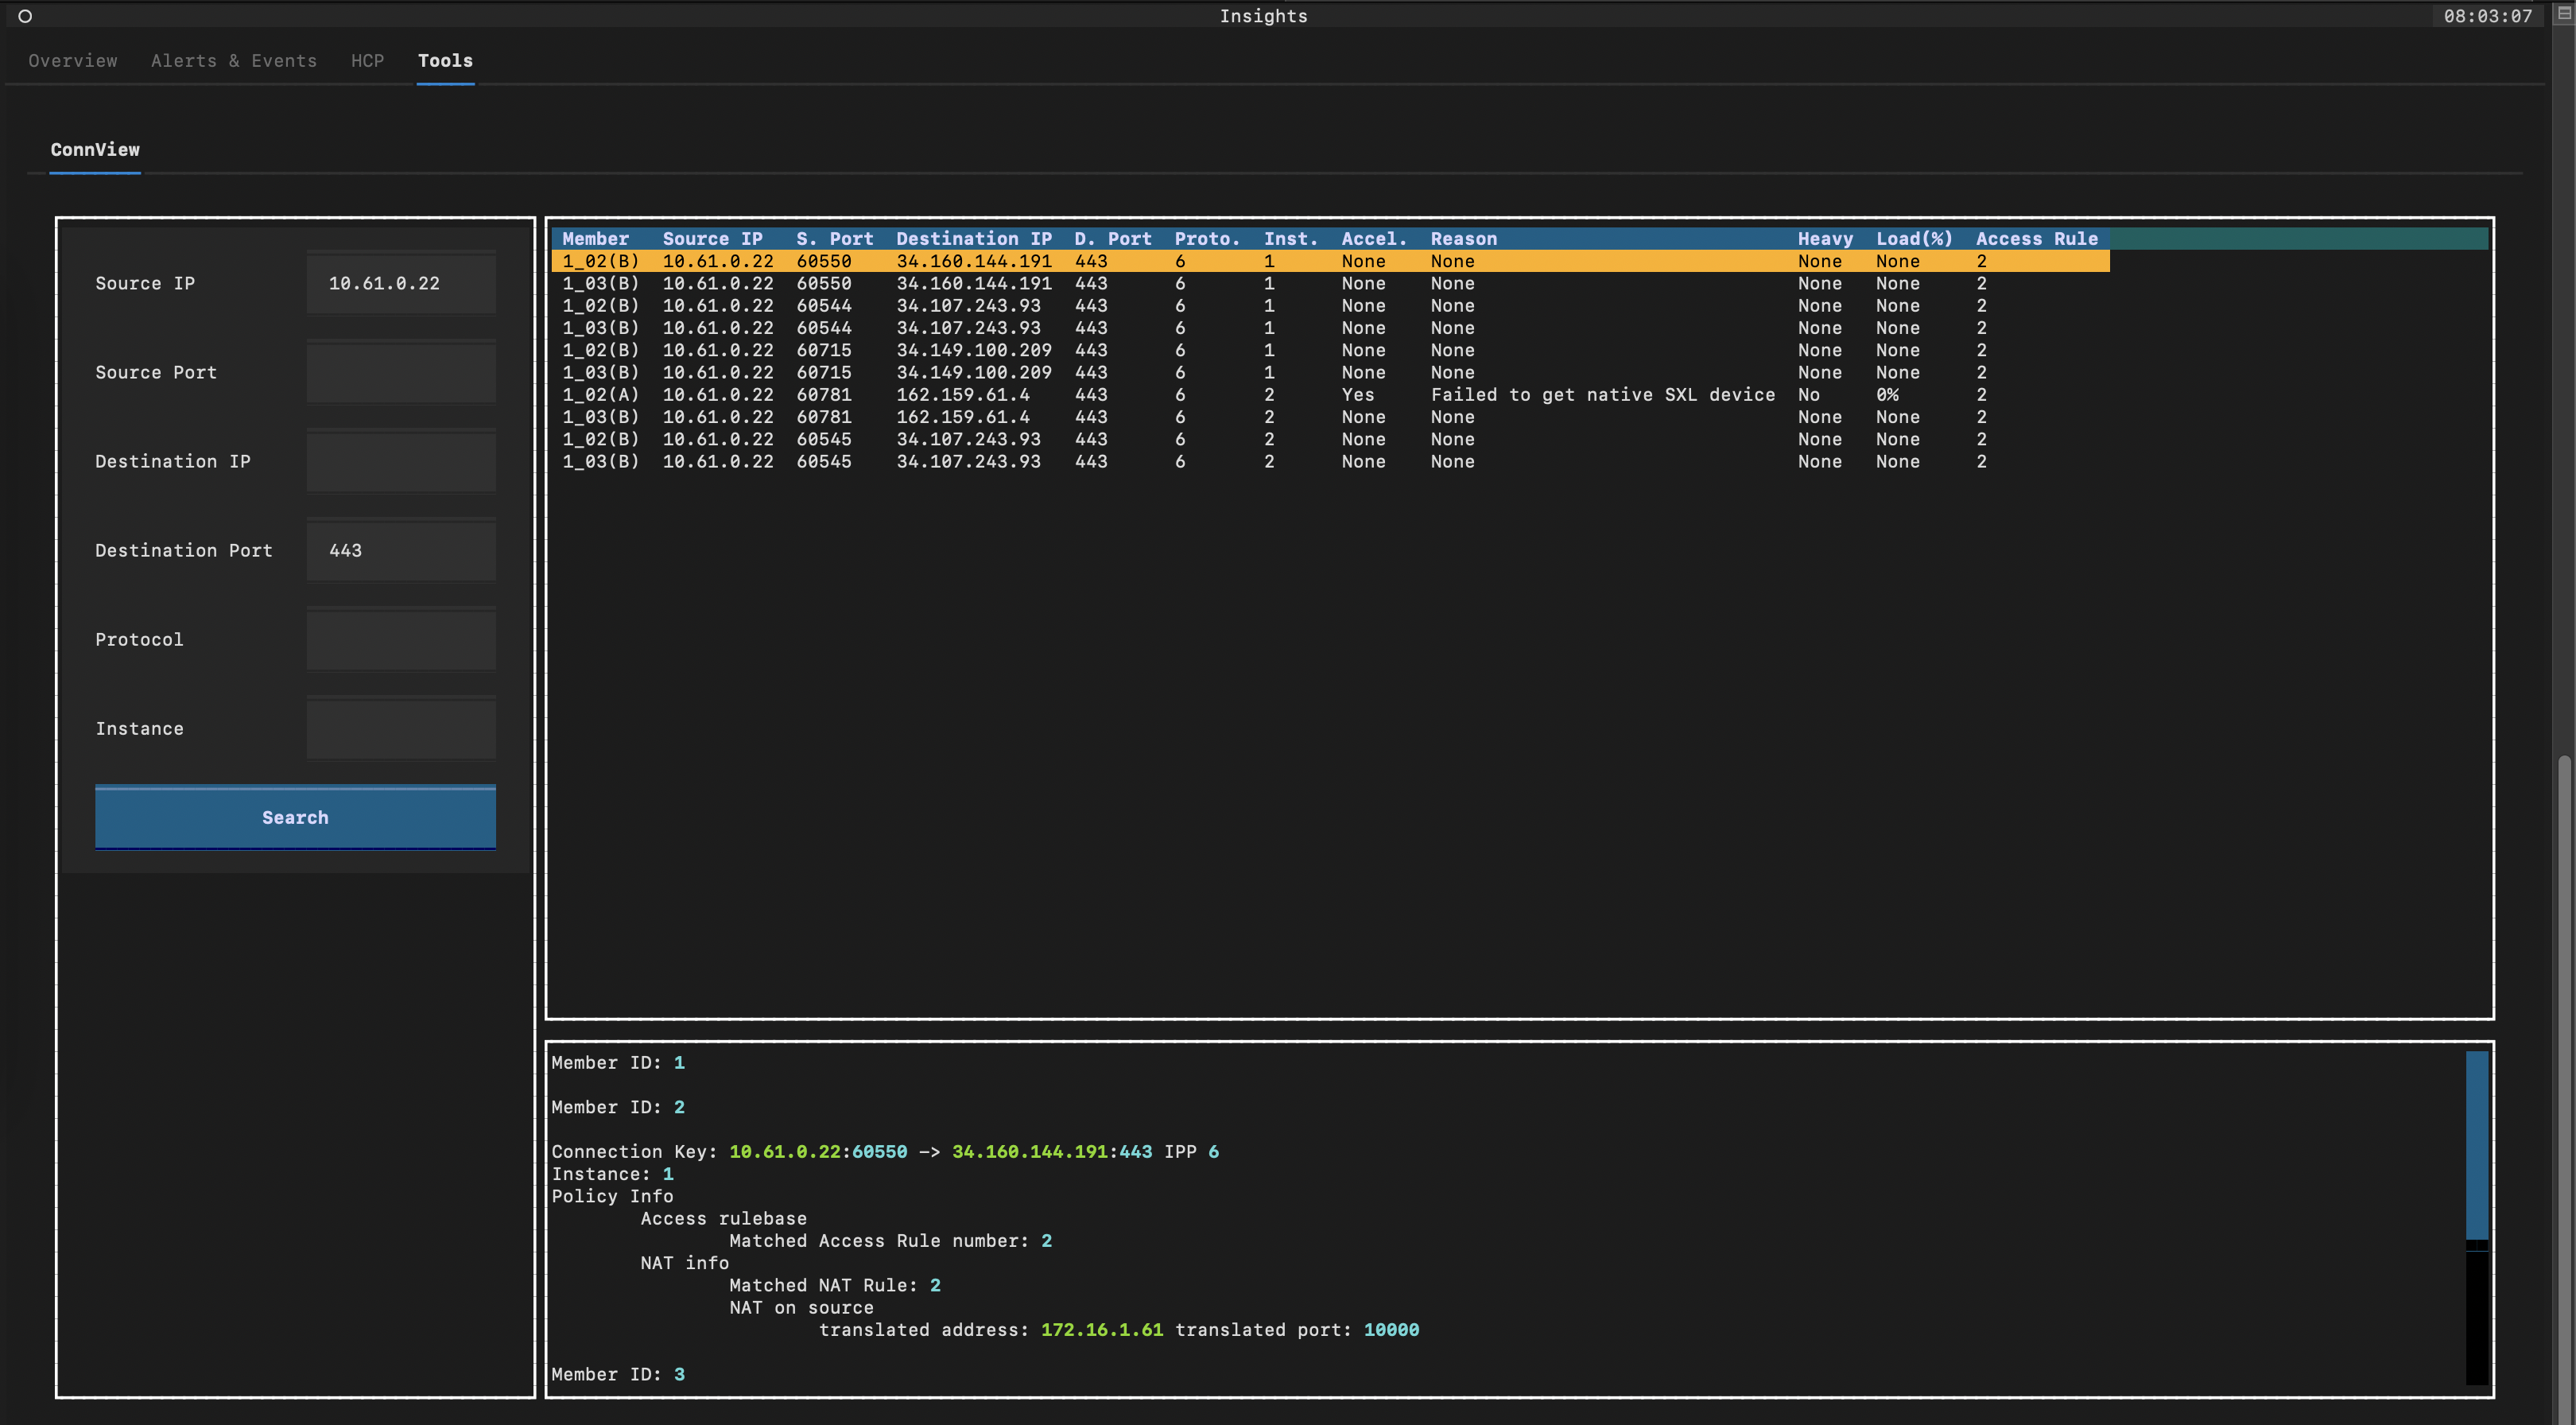 Insights 08:03:07
Overview Alerts & Events HCP Tools
ConnView
Source IP 10.61.0.22
Source Port
Destination IP
Destination Port 443
Protocol
Instance
Search
Member Source IP S. Port Destination IP D. Port Proto. Inst. Accel. Reason Heavy Load(%) Access Rule
1_02(B) 10.61.0.22 60550 34.160.144.191 443 6 1 None None None None 2
1_03(B) 10.61.0.22 60550 34.160.144.191 443 6 1 None None None None 2
1_02(B) 10.61.0.22 60544 34.107.243.93 443 6 1 None None None None 2
1_03(B) 10.61.0.22 60544 34.107.243.93 443 6 1 None None None None 2
1_02(B) 10.61.0.22 60715 34.149.100.209 443 6 1 None None None None 2
1_03(B) 10.61.0.22 60715 34.149.100.209 443 6 1 None None None None 2
1_02(A) 10.61.0.22 60781 162.159.61.4 443 6 2 Yes Failed to get native SXL device No 0% 2
1_03(B) 10.61.0.22 60781 162.159.61.4 443 6 2 None None None None 2
1_02(B) 10.61.0.22 60545 34.107.243.93 443 6 2 None None None None 2
1_03(B) 10.61.0.22 60545 34.107.243.93 443 6 2 None None None None 2
Member ID: 1
Member ID: 2
Connection Key: 10.61.0.22:60550 -> 34.160.144.191:443 IPP 6
Instance: 1
Policy Info
Access rulebase
Matched Access Rule number: 2
NAT info
Matched NAT Rule: 2
NAT on source
translated address: 172.16.1.61 translated port: 10000
Member ID: 3